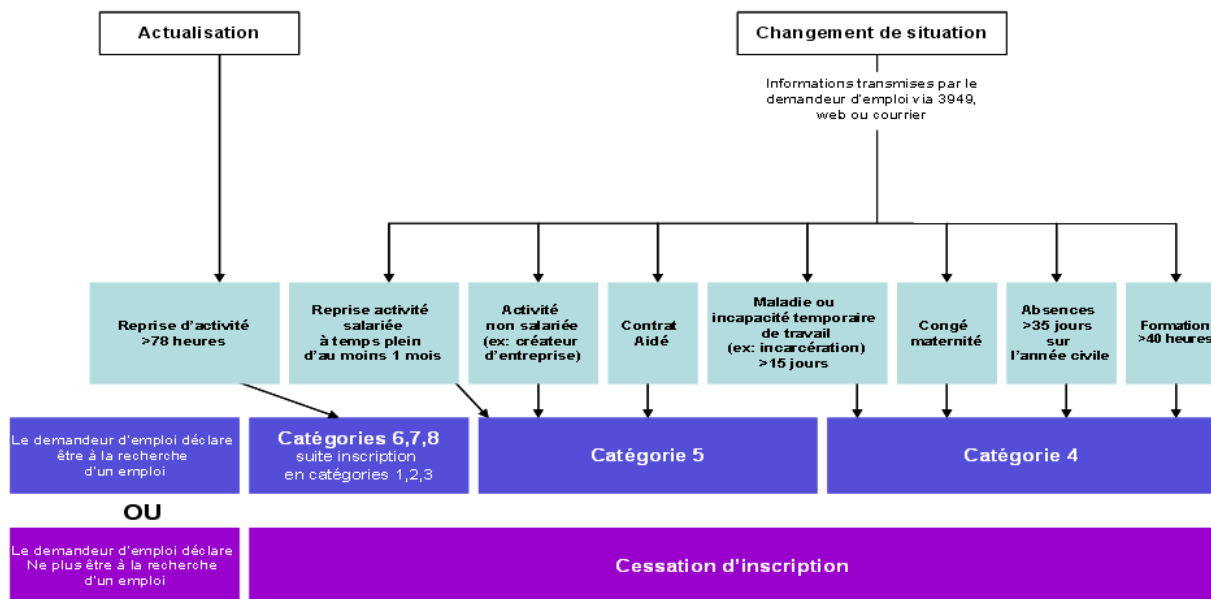 Actualisation
Changement de situation
Informations transmises par le
demandeur d'emploi via 3949,
web ou courrier
Reprise d'activité
>78 heures
Reprise activité
salariée
à temps plein
d'au moins 1 mois
Activité
non salariée
(ex: créateur
d'entreprise)
Contrat
Aidé
Maladie ou
incapacité temporaire
de travail
(ex: incarcération)
>15 jours
Congé
maternité
Absences
>35 jours
sur
l'année civile
Formation
>40 heures
Le demandeur d'emploi déclare
être à la recherche
d'un emploi
Catégories 6,7,8
suite inscription
en catégories 1,2,3
Catégorie 5
Catégorie 4
OU
Le demandeur d'emploi déclare
Ne plus être à la recherche
d'un emploi
Cessation d'inscription